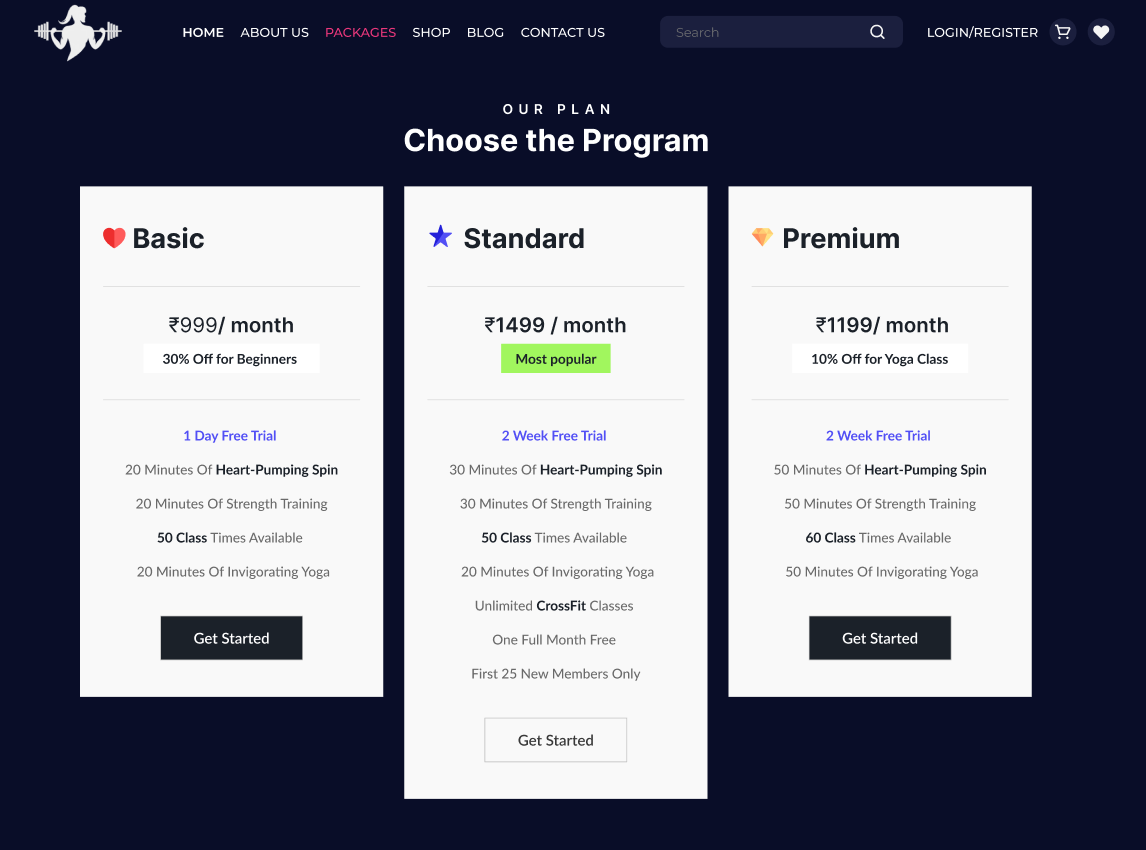 HOME ABOUT US PACKAGES SHOP BLOG CONTACT US Search LOGIN/REGISTER
OUR PLAN
Choose the Program
Basic
₹999/ month
30% Off for Beginners
1 Day Free Trial
20 Minutes Of Heart-Pumping Spin
20 Minutes Of Strength Training
50 Class Times Available
20 Minutes Of Invigorating Yoga
Get Started
Standard
₹1499 / month
Most popular
2 Week Free Trial
30 Minutes Of Heart-Pumping Spin
30 Minutes Of Strength Training
50 Class Times Available
20 Minutes Of Invigorating Yoga
Unlimited CrossFit Classes
One Full Month Free
First 25 New Members Only
Get Started
Premium
₹1199/ month
10% Off for Yoga Class
2 Week Free Trial
50 Minutes Of Heart-Pumping Spin
50 Minutes Of Strength Training
60 Class Times Available
50 Minutes Of Invigorating Yoga
Get Started